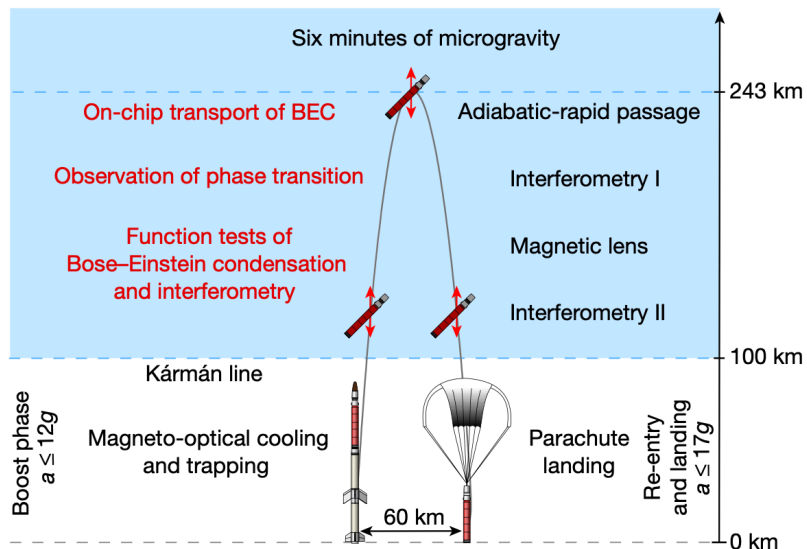 Six minutes of microgravity
243 km
On-chip transport of BEC
Adiabatic-rapid passage
Observation of phase transition
Interferometry I
Function tests of
Bose–Einstein condensation
and interferometry
Magnetic lens
Interferometry II
100 km
Kármán line
Boost phase
a ≤ 12g
Magneto-optical cooling
and trapping
Parachute
landing
Re-entry
and landing
a ≤ 17g
60 km
0 km